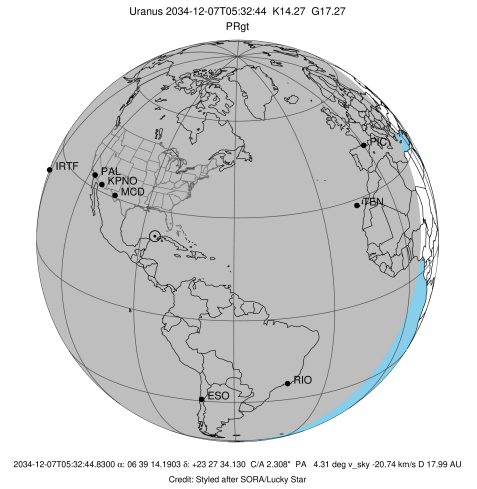 Uranus 2034-12-07T05:32:44 K14.27 G17.27
PRgt
PIC
IRTF
PAL
KPNO
MCD
TEN
RIO
ESO
2034-12-07T05:32:44.8300 α: 06 39 14.1903 δ: +23 27 34.130 C/A 2.308" PA 4.31 deg v_sky -20.74 km/s D 17.99 AU
Credit: Styled after SORA/Lucky Star